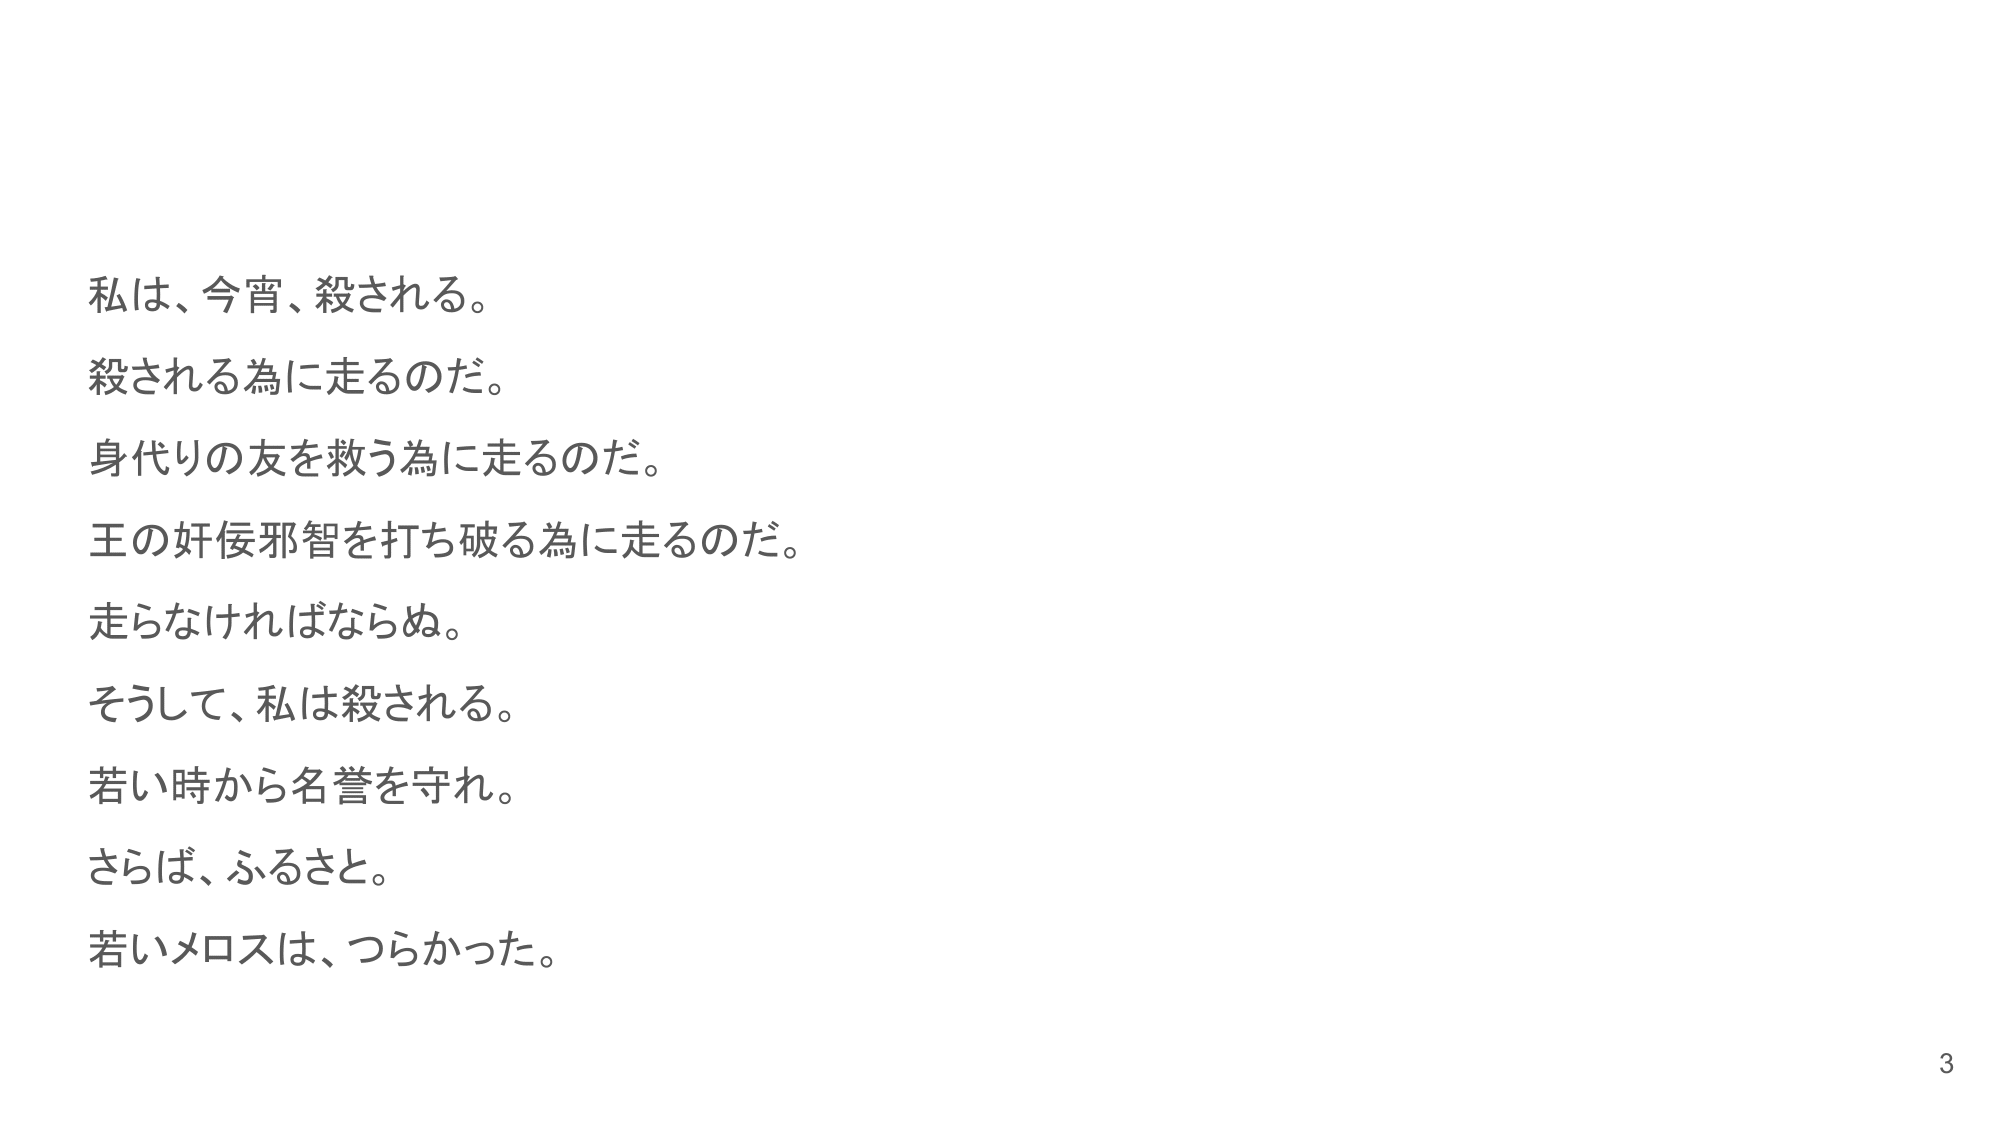 私は、今宵、殺される。
殺される為に走るのだ。
身代りの友を救う為に走るのだ。
王の奸佞邪智を打ち破る為に走るのだ。
走らなければならぬ。
そうして、私は殺される。
若い時から名誉を守れ。
さらば、ふるさと。
若いメロスは、つらかった。
3